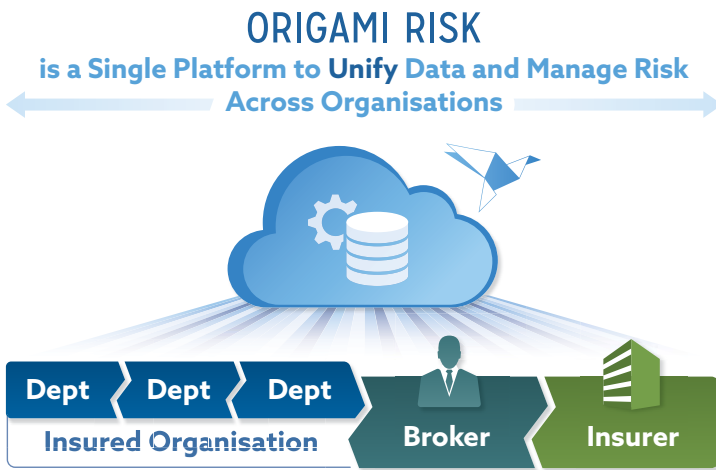 ORIGAMI RISK
is a Single Platform to Unify Data and Manage Risk
Across Organisations
Dept Dept Dept
Insured Organisation
Broker
Insurer